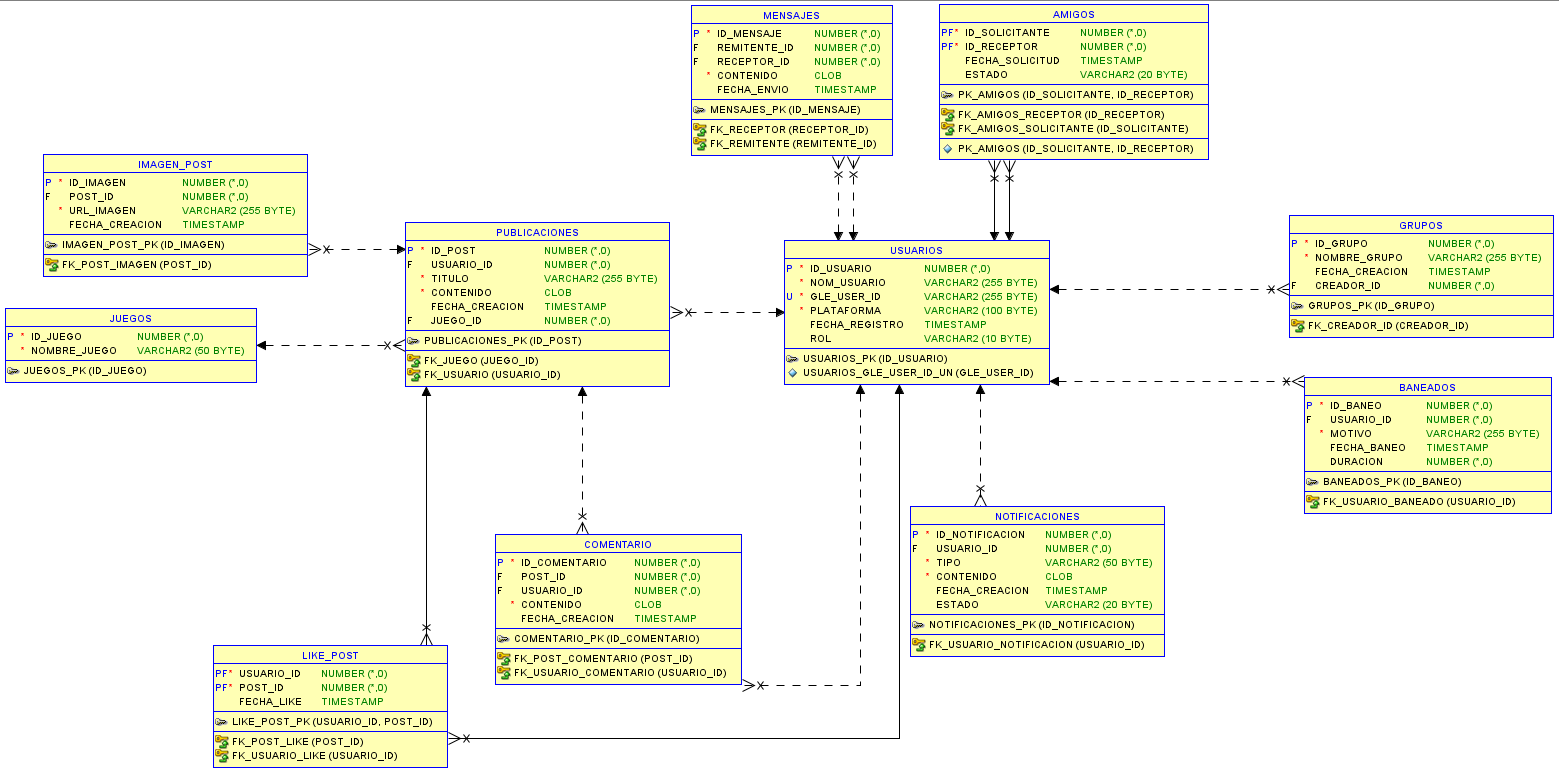 MENSAJES
P * ID_MENSAJE NUMBER (*,0)
F REMITENTE_ID NUMBER (*,0)
F RECEPTOR_ID NUMBER (*,0)
* CONTENIDO CLOB
FECHA_ENVIO TIMESTAMP
MENSAJES_PK (ID_MENSAJE)
FK_RECEPTOR (RECEPTOR_ID)
FK_REMITENTE (REMITENTE_ID)
AMIGOS
PF* ID_SOLICITANTE NUMBER (*,0)
PF* ID_RECEPTOR NUMBER (*,0)
FECHA_SOLICITUD TIMESTAMP
ESTADO VARCHAR2 (20 BYTE)
PK_AMIGOS (ID_SOLICITANTE, ID_RECEPTOR)
FK_AMIGOS_RECEPTOR (ID_RECEPTOR)
FK_AMIGOS_SOLICITANTE (ID_SOLICITANTE)
PK_AMIGOS (ID_SOLICITANTE, ID_RECEPTOR)
IMAGEN_POST
P * ID_IMAGEN NUMBER (*,0)
F POST_ID NUMBER (*,0)
* URL_IMAGEN VARCHAR2 (255 BYTE)
FECHA_CREACION TIMESTAMP
IMAGEN_POST_PK (ID_IMAGEN)
FK_POST_IMAGEN (POST_ID)
PUBLICACIONES
P * ID_POST NUMBER (*,0)
F USUARIO_ID NUMBER (*,0)
* TITULO VARCHAR2 (255 BYTE)
* CONTENIDO CLOB
FECHA_CREACION TIMESTAMP
F JUEGO_ID NUMBER (*,0)
PUBLICACIONES_PK (ID_POST)
FK_JUEGO (JUEGO_ID)
FK_USUARIO (USUARIO_ID)
USUARIOS
P * ID_USUARIO NUMBER (*,0)
* NOM_USUARIO VARCHAR2 (255 BYTE)
U * GLE_USER_ID VARCHAR2 (255 BYTE)
* PLATAFORMA VARCHAR2 (100 BYTE)
FECHA_REGISTRO TIMESTAMP
ROL VARCHAR2 (10 BYTE)
USUARIOS_PK (ID_USUARIO)
USUARIOS_GLE_USER_ID_UN (GLE_USER_ID)
GRUPOS
P * ID_GRUPO NUMBER (*,0)
* NOMBRE_GRUPO VARCHAR2 (255 BYTE)
FECHA_CREACION TIMESTAMP
F CREADOR_ID NUMBER (*,0)
GRUPOS_PK (ID_GRUPO)
FK_CREADOR_ID (CREADOR_ID)
JUEGOS
P * ID_JUEGO NUMBER (*,0)
* NOMBRE_JUEGO VARCHAR2 (50 BYTE)
JUEGOS_PK (ID_JUEGO)
BANEADOS
P * ID_BANEO NUMBER (*,0)
F USUARIO_ID NUMBER (*,0)
* MOTIVO VARCHAR2 (255 BYTE)
FECHA_BANEO TIMESTAMP
DURACION NUMBER (*,0)
BANEADOS_PK (ID_BANEO)
FK_USUARIO_BANEADO (USUARIO_ID)
NOTIFICACIONES
P * ID_NOTIFICACION NUMBER (*,0)
F USUARIO_ID NUMBER (*,0)
* TIPO VARCHAR2 (50 BYTE)
* CONTENIDO CLOB
FECHA_CREACION TIMESTAMP
ESTADO VARCHAR2 (20 BYTE)
NOTIFICACIONES_PK (ID_NOTIFICACION)
FK_USUARIO_NOTIFICACION (USUARIO_ID)
COMENTARIO
P * ID_COMENTARIO NUMBER (*,0)
F POST_ID NUMBER (*,0)
F USUARIO_ID NUMBER (*,0)
* CONTENIDO CLOB
FECHA_CREACION TIMESTAMP
COMENTARIO_PK (ID_COMENTARIO)
FK_POST_COMENTARIO (POST_ID)
FK_USUARIO_COMENTARIO (USUARIO_ID)
LIKE_POST
PF* USUARIO_ID NUMBER (*,0)
PF* POST_ID NUMBER (*,0)
FECHA_LIKE TIMESTAMP
LIKE_POST_PK (USUARIO_ID, POST_ID)
FK_POST_LIKE (POST_ID)
FK_USUARIO_LIKE (USUARIO_ID)